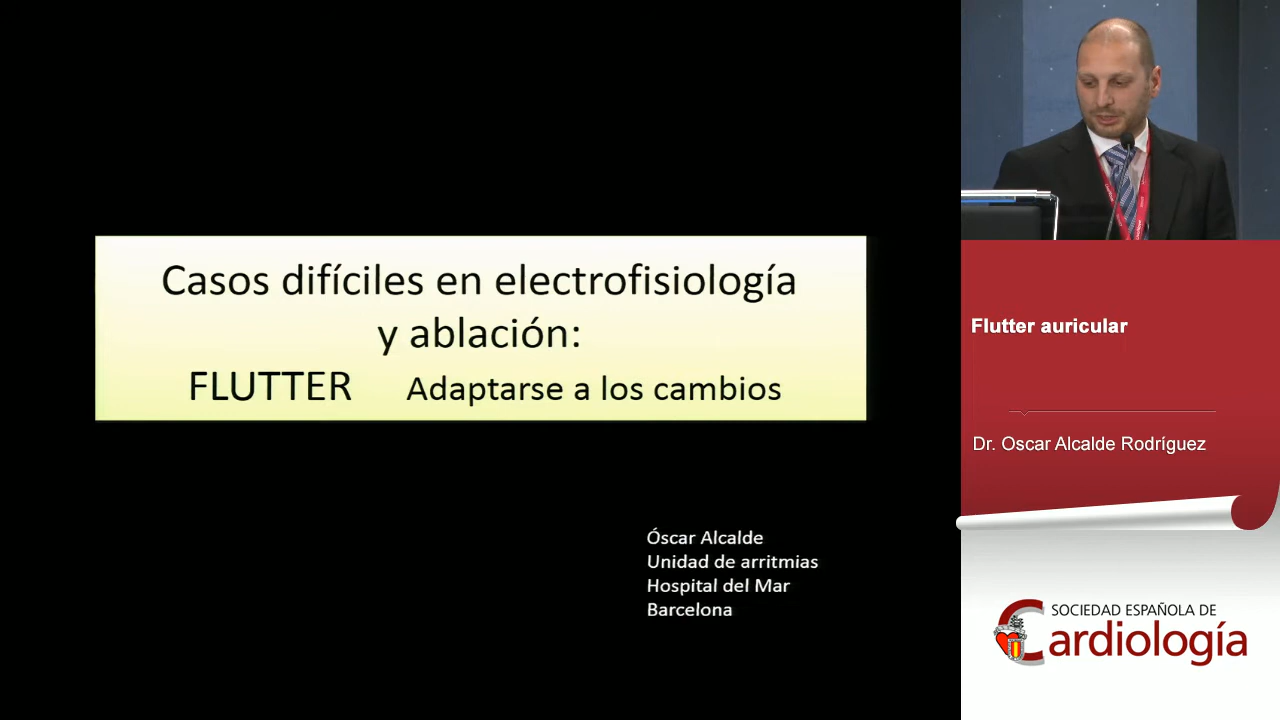 Casos difíciles en electrofisiología
y ablación:
FLUTTER Adaptarse a los cambios
Óscar Alcalde
Unidad de arritmias
Hospital del Mar
Barcelona
Flutter auricular
Dr. Oscar Alcalde Rodríguez
SOCIEDAD ESPAÑOLA DE
Cardiología